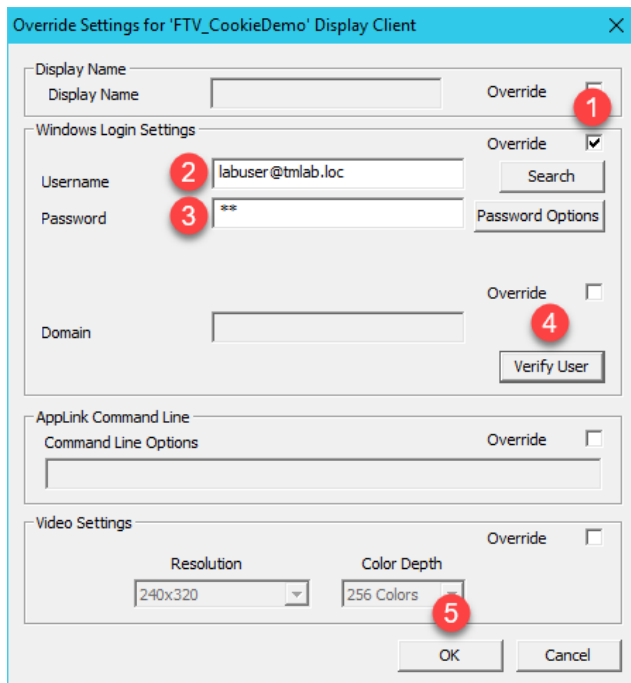 Override Settings for 'FTV_CookieDemo' Display Client
Display Name
Display Name Override
1
Windows Login Settings
Override
Username 2 labuser@tmlab.loc Search
Password 3 ** Password Options
Override
Domain 4
Verify User
AppLink Command Line
Command Line Options Override
Video Settings
Override
Resolution Color Depth
240x320 256 Colors
5
OK Cancel